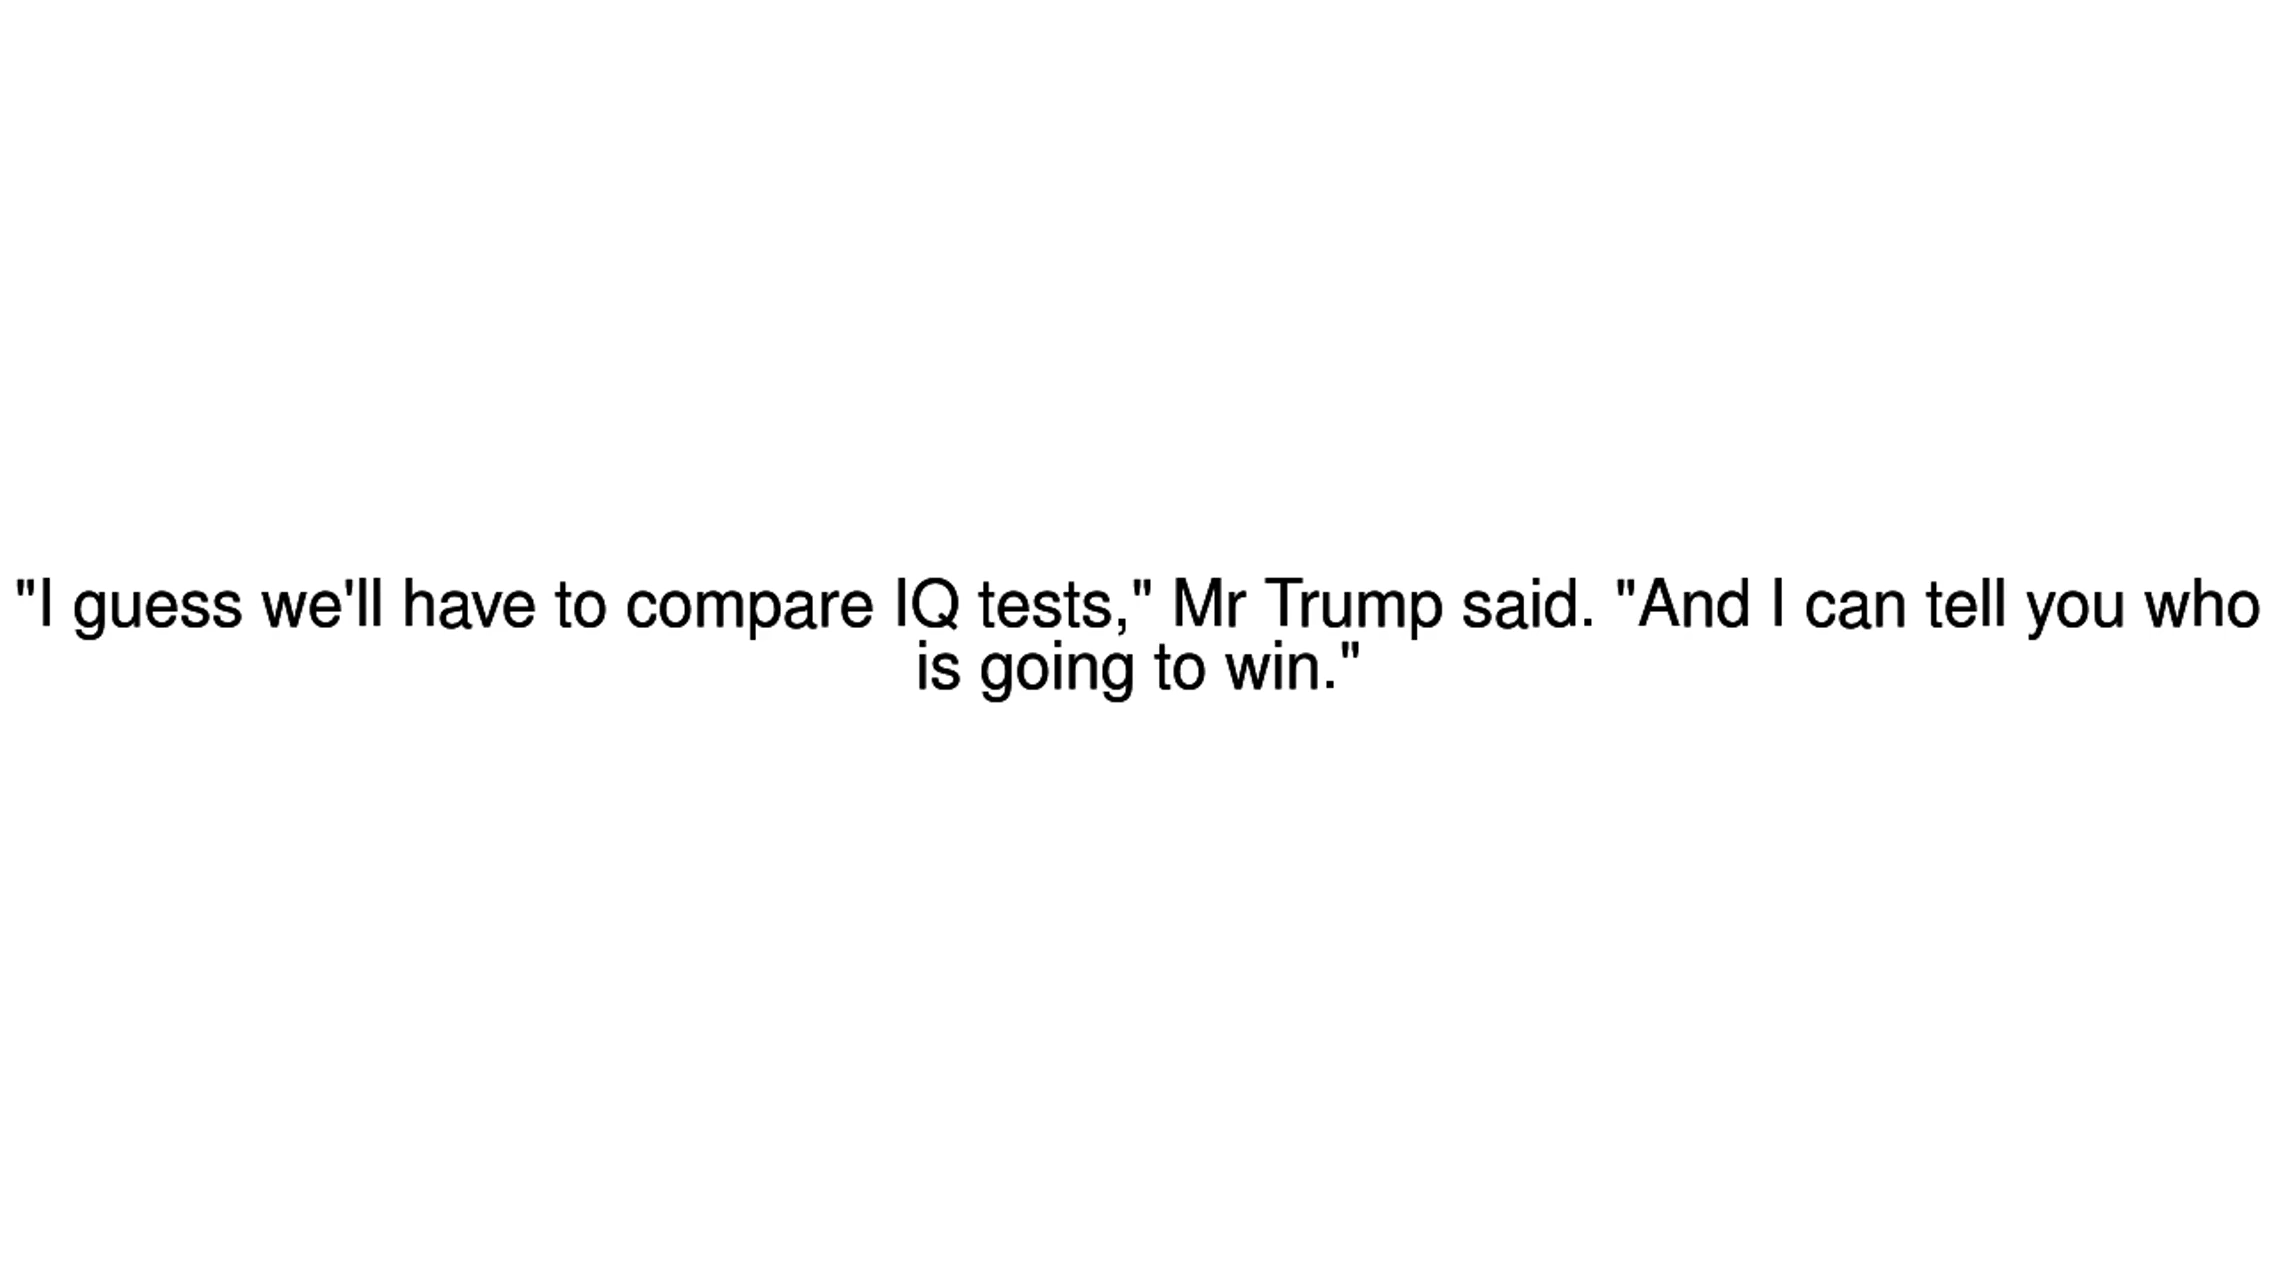 "I guess we'll have to compare IQ tests," Mr Trump said. "And I can tell you who
is going to win."